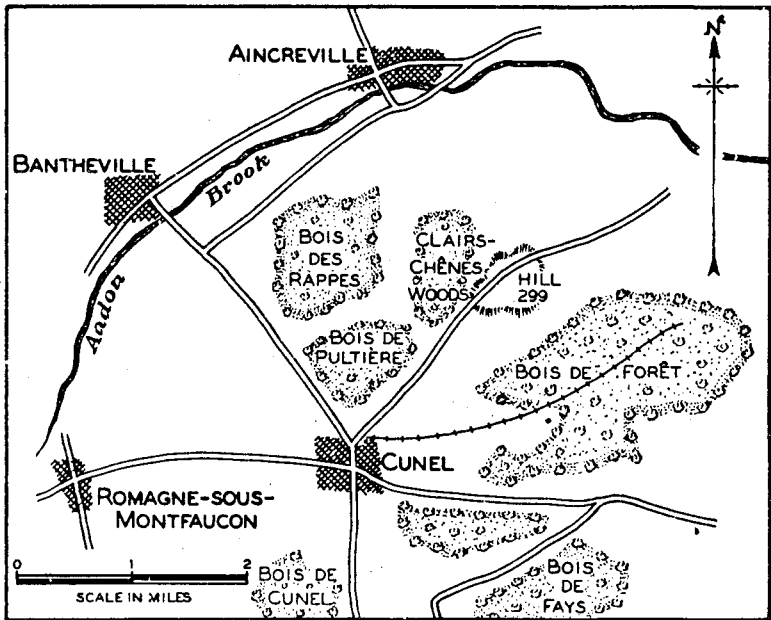 AINCREVILLE
N
BANTHEVILLE
Aadon Brook
BOIS
DES
RAPPES
CLAIRS-
CHÊNES
WOODS
HILL
299
BOIS DE
PULTIÈRE
BOIS DE FORÊT
CUNEL
ROMAGNE-SOUS-
MONTFAUCON
BOIS DE
CUNEL
BOIS
DE
FAYS
0 1 2
SCALE IN MILES